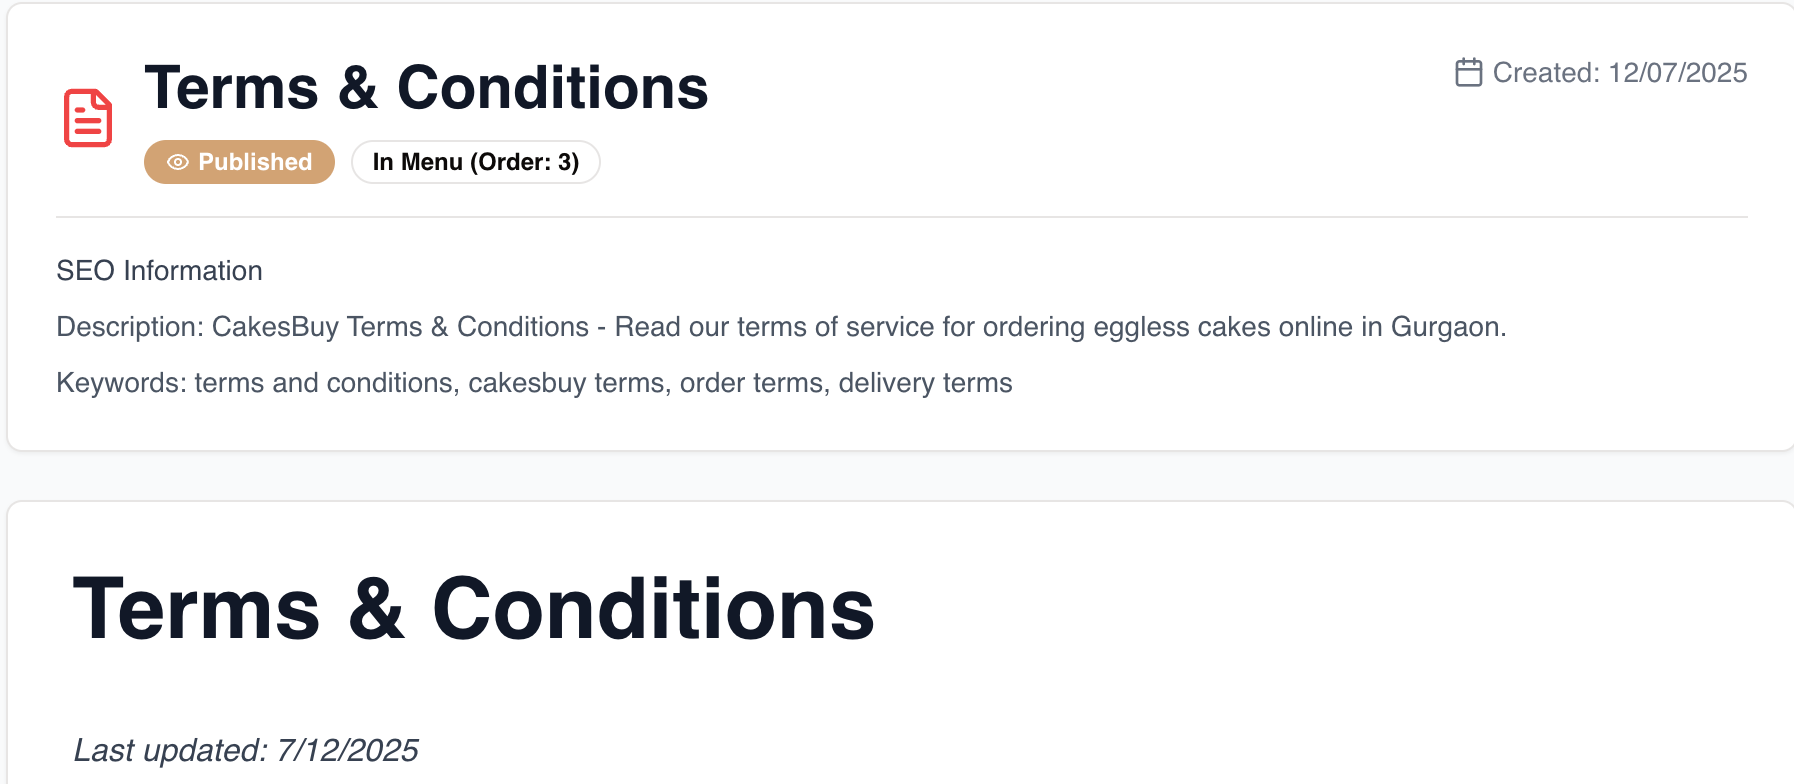 Terms & Conditions
Created: 12/07/2025
Published
In Menu (Order: 3)
SEO Information
Description: CakesBuy Terms & Conditions - Read our terms of service for ordering eggless cakes online in Gurgaon.
Keywords: terms and conditions, cakesbuy terms, order terms, delivery terms
Terms & Conditions
Last updated: 7/12/2025